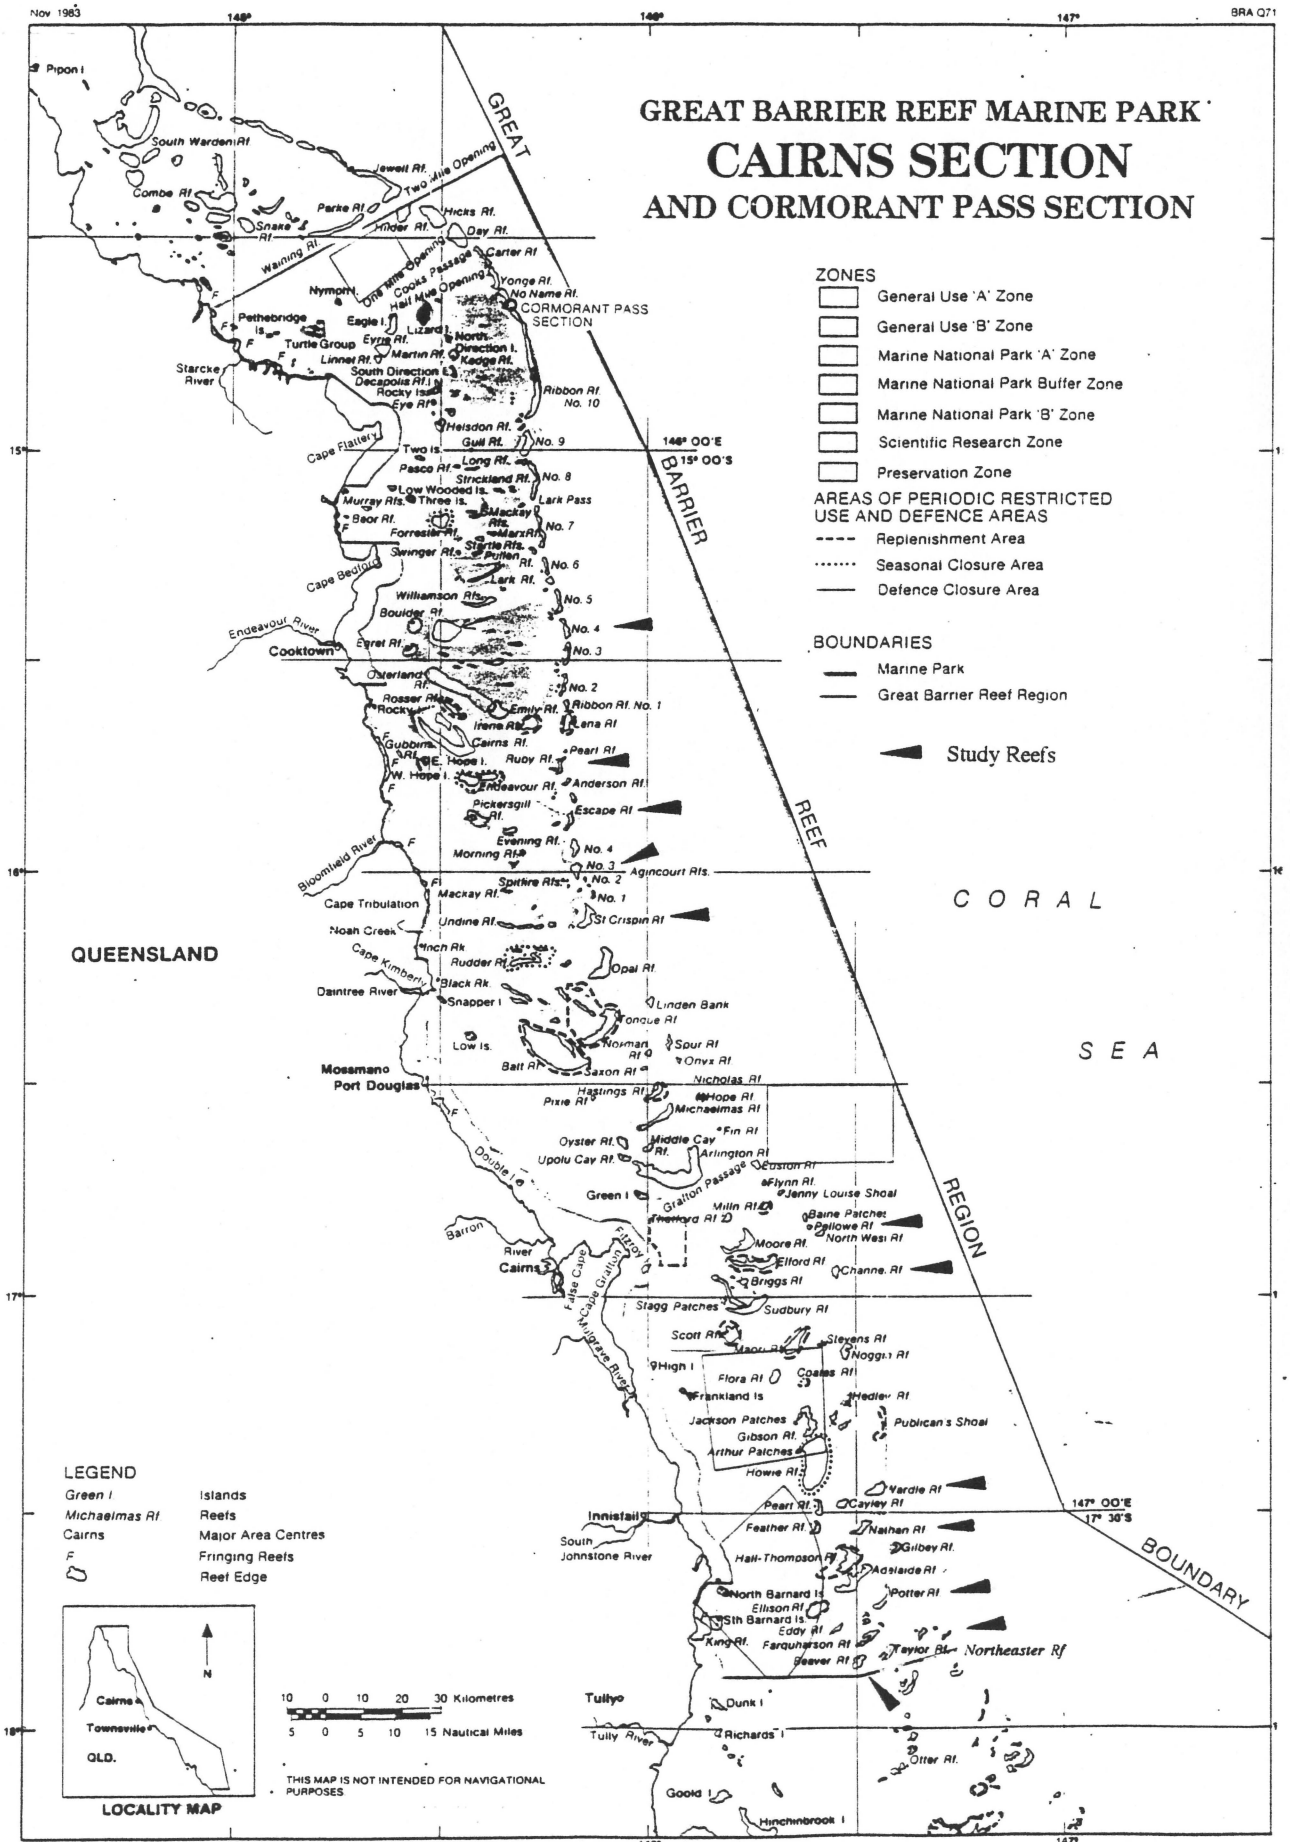 Nov 1983
BRA Q71
145°
146°
147°
GREAT BARRIER REEF MARINE PARK
CAIRNS SECTION
AND CORMORANT PASS SECTION
ZONES
General Use 'A' Zone
General Use 'B' Zone
Marine National Park 'A' Zone
Marine National Park Buffer Zone
Marine National Park 'B' Zone
Scientific Research Zone
Preservation Zone
AREAS OF PERIODIC RESTRICTED
USE AND DEFENCE AREAS
Replenishment Area
Seasonal Closure Area
Defence Closure Area
BOUNDARIES
Marine Park
Great Barrier Reef Region
Study Reefs
GREAT
BARRIER
REEF
REGION
BOUNDARY
Pipon I
South Warden Rf
Jewell Rf.
Two Mile Opening
Combe Rf
Parke Rf.
Hicks Rf.
Snake
Rf
Hilder Rf.
Day Rf.
Waining Rf.
One Mile Opening
Cooks Passage
Carter Rf
Half Mile Opening
Yonge Rf.
Nymph I.
No Name Rf.
CORMORANT PASS
SECTION
F
Pethebridge
Is.
Eagle I.
Lizard I.
Turtle Group
Eyrie Rf.
North
Direction I.
Linnet Rf.
Martin Rf.
Kedge Rf.
Starcke
River
South Direction I.
Decapolis Rf.
Rocky Is.
Ribbon Rf.
No. 10
Eye Rf
Helsdon Rf.
Cape Flattery
Gull Rf.
No. 9
15°
146° 00'E
15° 00'S
Two Is.
Long Rf.
Pasco Rf.
Strickland Rf.
No. 8
Low Wooded Is.
Murray Rfs.
Three Is.
Lark Pass
Mackay
Rfs.
Beor Rf.
Forrester Rf.
Marx Rf.
No. 7
Startle Rfs.
Swinger Rf.
Pullen
Rf.
No. 6
Cape Bedford
Lark Rf.
Williamson Rfs.
No. 5
Boulder Rf.
No. 4
Endeavour River
Egret Rf.
Cooktown
No. 3
Osterland
Rf.
No. 2
Rosser Rf.
Rocky I.
Emily Rf.
Ribbon Rf. No. 1
Irene Rf.
Lena Rf
Cairns Rf.
Gubbins
Rf.
Pearl Rf
E. Hope I.
Ruby Rf.
W. Hope I.
Endeavour Rf.
Anderson Rf.
Pickersgill
Rf.
Escape Rf
Evening Rf.
No. 4
Bloomfield River
Morning Rf.
No. 3
16°
Agincourt Rfs.
Spitfire Rfs.
No. 2
Mackay Rf.
No. 1
Cape Tribulation
Undine Rf.
St Crispin Rf
Noah Creek
CORAL
SEA
QUEENSLAND
Inch Rk
Cape Kimberly
Rudder Rf
Opal Rf.
Daintree River
Black Rk.
Snapper I
Linden Bank
Tongue Rf
Low Is.
Norman
Rf
Spur Rf
Batt Rf
Onyx Rf.
Mossman
Saxon Rf
Port Douglas
Nicholas Rf
Hastings Rf.
Pixie Rf
Hope Rf.
Michaelmas Rf
Fin Rf
Oyster Rf.
Middle Cay
Rf.
Upolu Cay Rf.
Arlington Rf
Double I
Euston Rf
Grafton Passage
Flynn Rf.
Green I
Jenny Louise Shoal
Milln Rf
Thetford Rf
Baine Patches
Pellowe Rf
Barron
River
North West Rf
Moore Rf.
Fitzroy I
Cairns
Elford Rf
Channel Rf
False Cape
Cape Grafton
Briggs Rf
17°
Stagg Patches
Sudbury Rf
Mulgrave River
Scott Rf
Maori Rf
Stevens Rf
Noggin Rf
High I
Flora Rf
Coates Rf
Frankland Is
Hedley Rf
Jackson Patches
Publican's Shoal
Gibson Rf.
Arthur Patches
Howie Rf
Yardie Rf
Pearl Rf.
Cayley Rf
147° 00'E
17° 30'S
Innisfail
Feather Rf.
Nathan Rf
South
Johnstone River
Gilbey Rf.
Hall-Thompson Rf
Adelaide Rf
North Barnard Is
Potter Rf
Ellison Rf
Sth Barnard Is.
Eddy Rf
King Rf.
Farquharson Rf
Taylor Rf.
Northeaster Rf
Beaver Rf
Tully
Dunk I
18°
Tully River
Richards I
Otter Rf.
Goold I
Hinchinbrook I
LEGEND
Green I Islands
Michaelmas Rf Reefs
Cairns Major Area Centres
F Fringing Reefs
Reef Edge
N
Cairns
Townsville
QLD.
LOCALITY MAP
10 0 10 20 30 Kilometres
5 0 5 10 15 Nautical Miles
THIS MAP IS NOT INTENDED FOR NAVIGATIONAL
PURPOSES